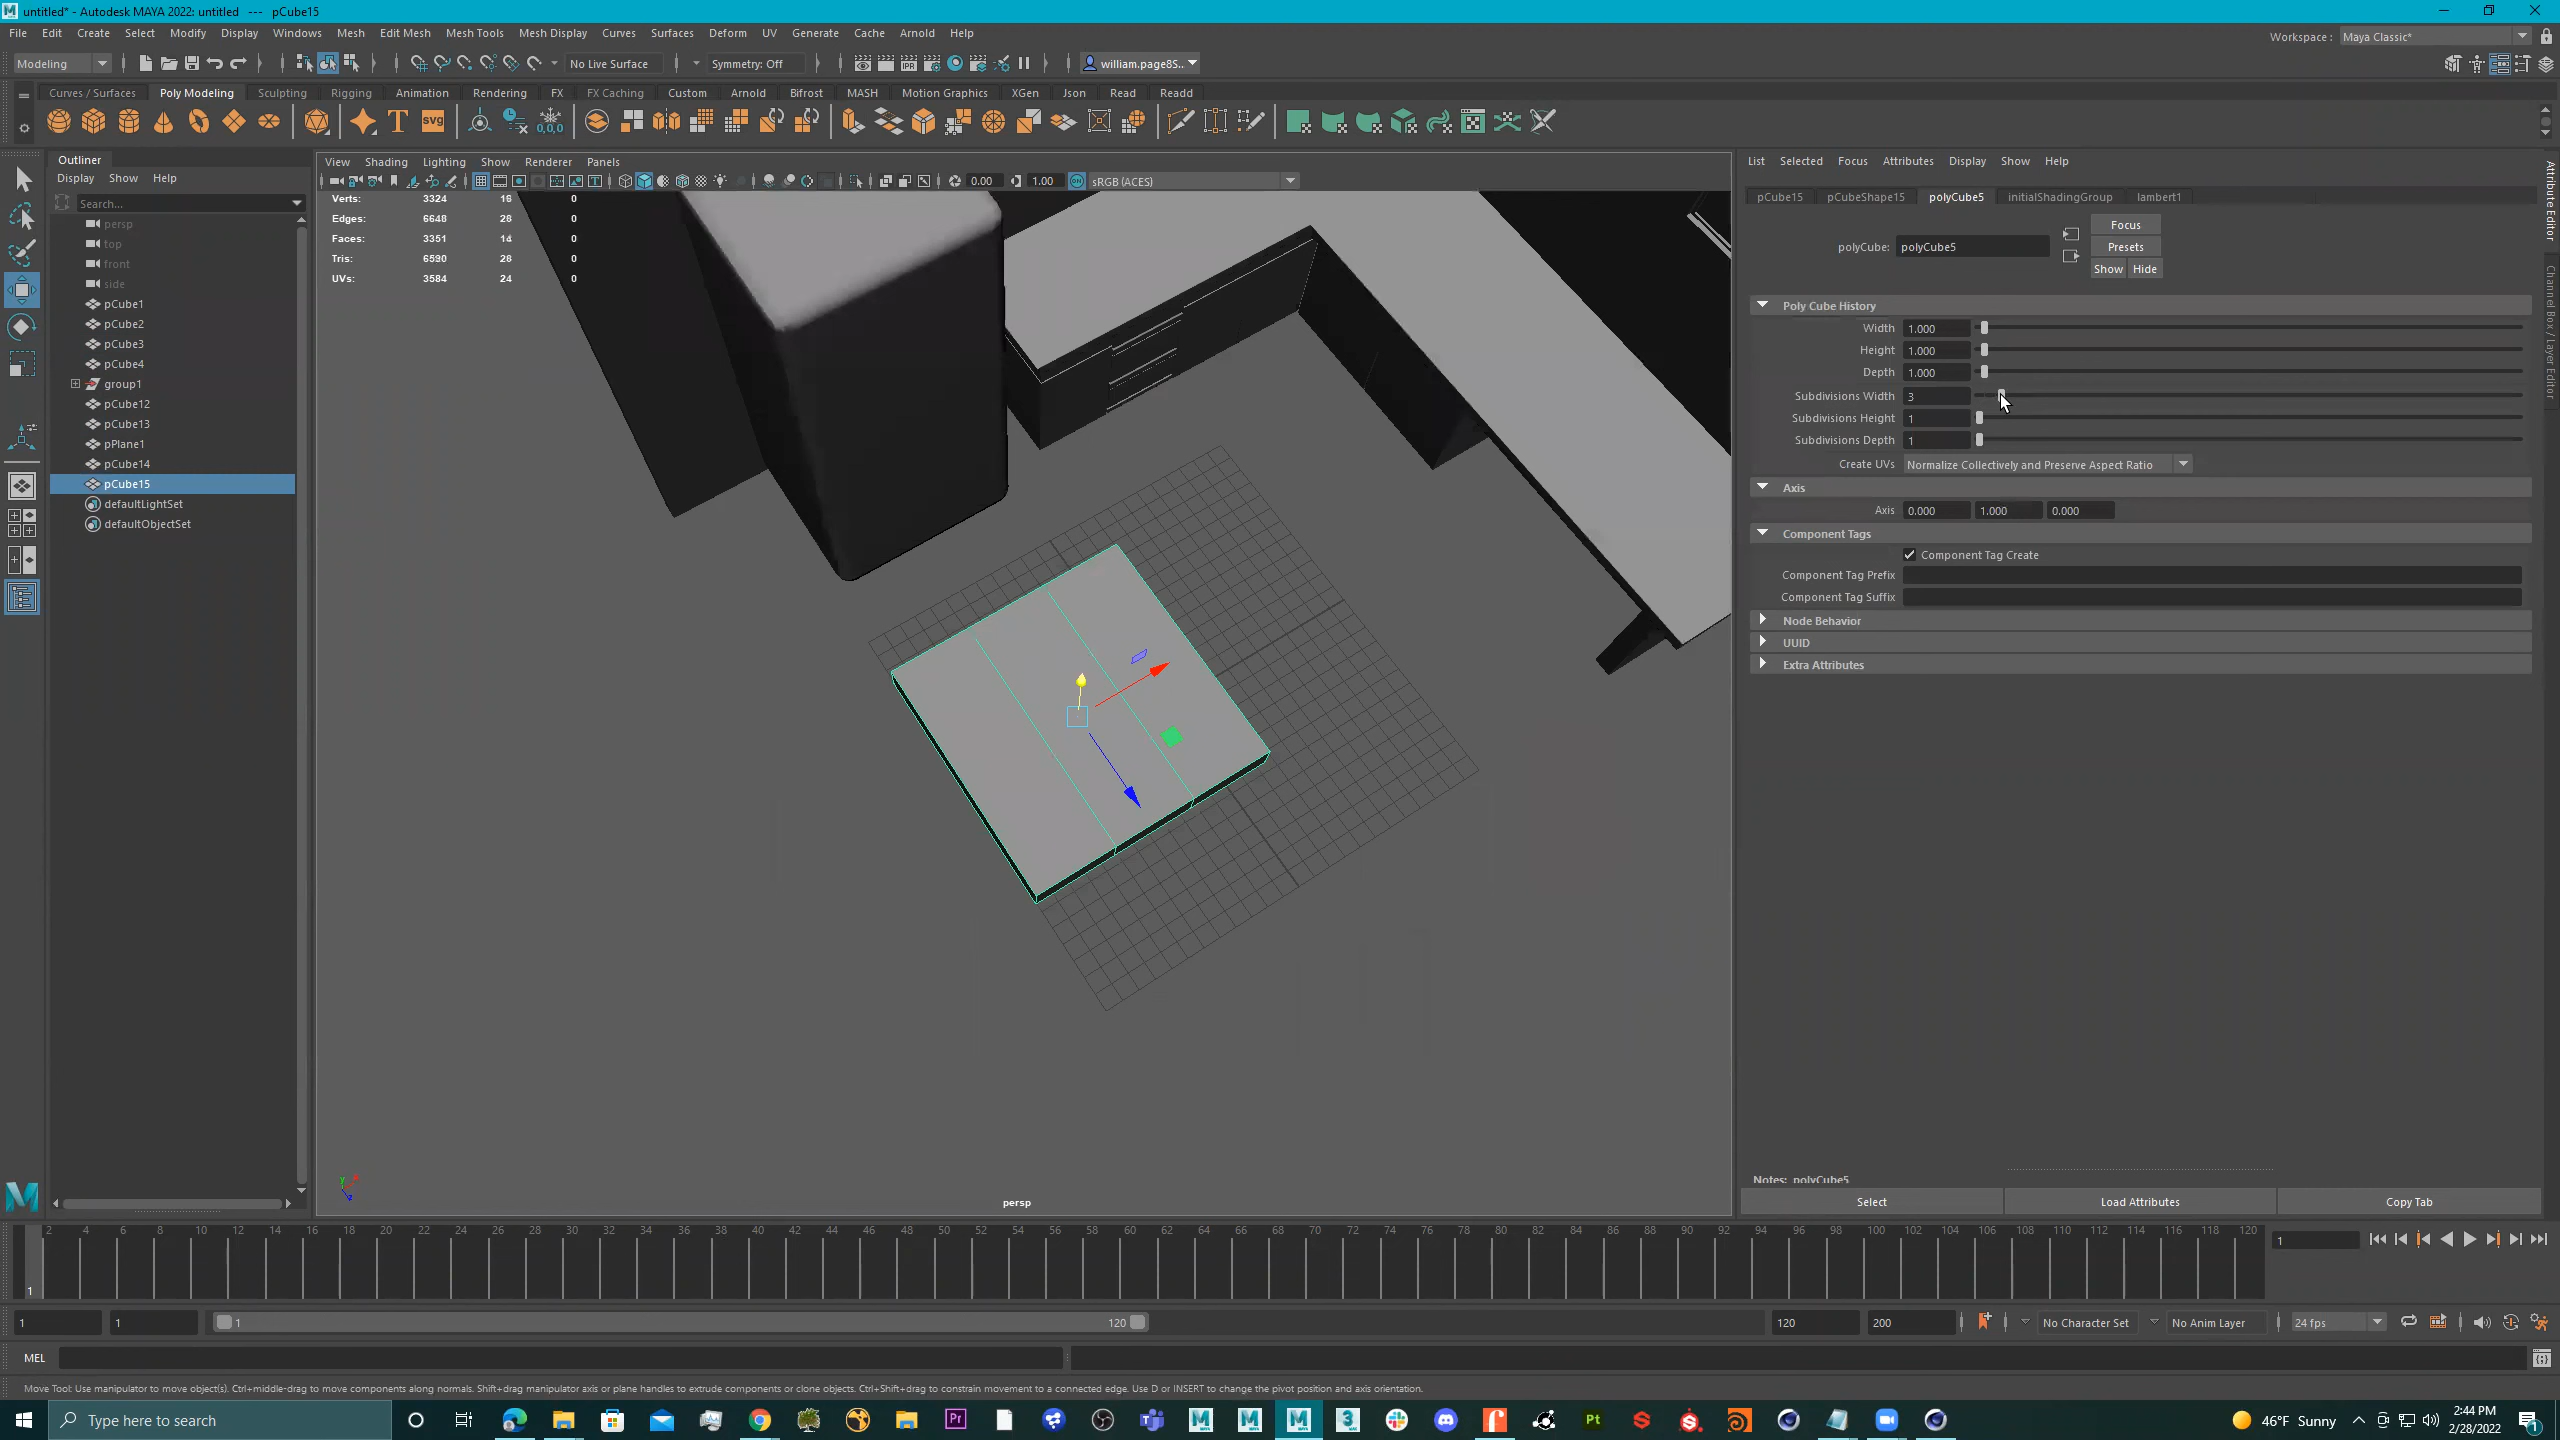 untitled* - Autodesk MAYA 2022: untitled --- pCube15
File Edit Create Select Modify Display Windows Mesh Edit Mesh Mesh Tools Mesh Display Curves Surfaces Deform UV Generate Cache Arnold Help
Workspace : Maya Classic*
Modeling No Live Surface Symmetry: Off william.page8S...
Curves / Surfaces Poly Modeling Sculpting Rigging Animation Rendering FX FX Caching Custom Arnold Bifrost MASH Motion Graphics XGen Json Read Readd
Outliner
Display Show Help
Search...
persp
top
front
side
pCube1
pCube2
pCube3
pCube4
group1
pCube12
pCube13
pPlane1
pCube14
pCube15
defaultLightSet
defaultObjectSet
View Shading Lighting Show Renderer Panels
0.00 1.00 sRGB (ACES)
Verts: 3324 16 0
Edges: 6648 28 0
Faces: 3351 14 0
Tris: 6590 28 0
UVs: 3584 24 0
persp
List Selected Focus Attributes Display Show Help
pCube15 pCubeShape15 polyCube5 initialShadingGroup lambert1
polyCube: polyCube5
Focus
Presets
Show Hide
Poly Cube History
Width 1.000
Height 1.000
Depth 1.000
Subdivisions Width 3
Subdivisions Height 1
Subdivisions Depth 1
Create UVs Normalize Collectively and Preserve Aspect Ratio
Axis
Axis 0.000 1.000 0.000
Component Tags
Component Tag Create
Component Tag Prefix
Component Tag Suffix
Node Behavior
UUID
Extra Attributes
Notes: polyCube5
Select Load Attributes Copy Tab
Attribute Editor
Channel Box / Layer Editor
2 4 6 8 10 12 14 16 18 20 22 24 26 28 30 32 34 36 38 40 42 44 46 48 50 52 54 56 58 60 62 64 66 68 70 72 74 76 78 80 82 84 86 88 90 92 94 96 98 100 102 104 106 108 110 112 114 116 118 120
1
1
1 1 1 120 120 200 No Character Set No Anim Layer 24 fps
MEL
Move Tool: Use manipulator to move object(s). Ctrl+middle-drag to move components along normals. Shift+drag manipulator axis or plane handles to extrude components or clone objects. Ctrl+Shift+drag to constrain movement to a connected edge. Use D or INSERT to change the pivot position and axis orientation.
Type here to search
46°F Sunny
2:44 PM
2/28/2022